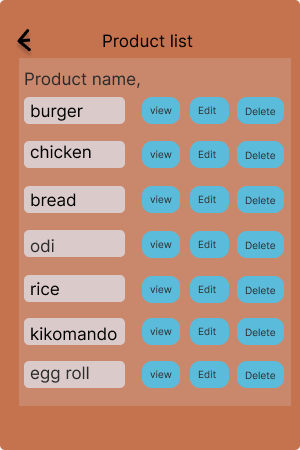 Product list
Product name,
burger view Edit Delete
chicken view Edit Delete
bread view Edit Delete
odi view Edit Delete
rice view Edit Delete
kikomando view Edit Delete
egg roll view Edit Delete